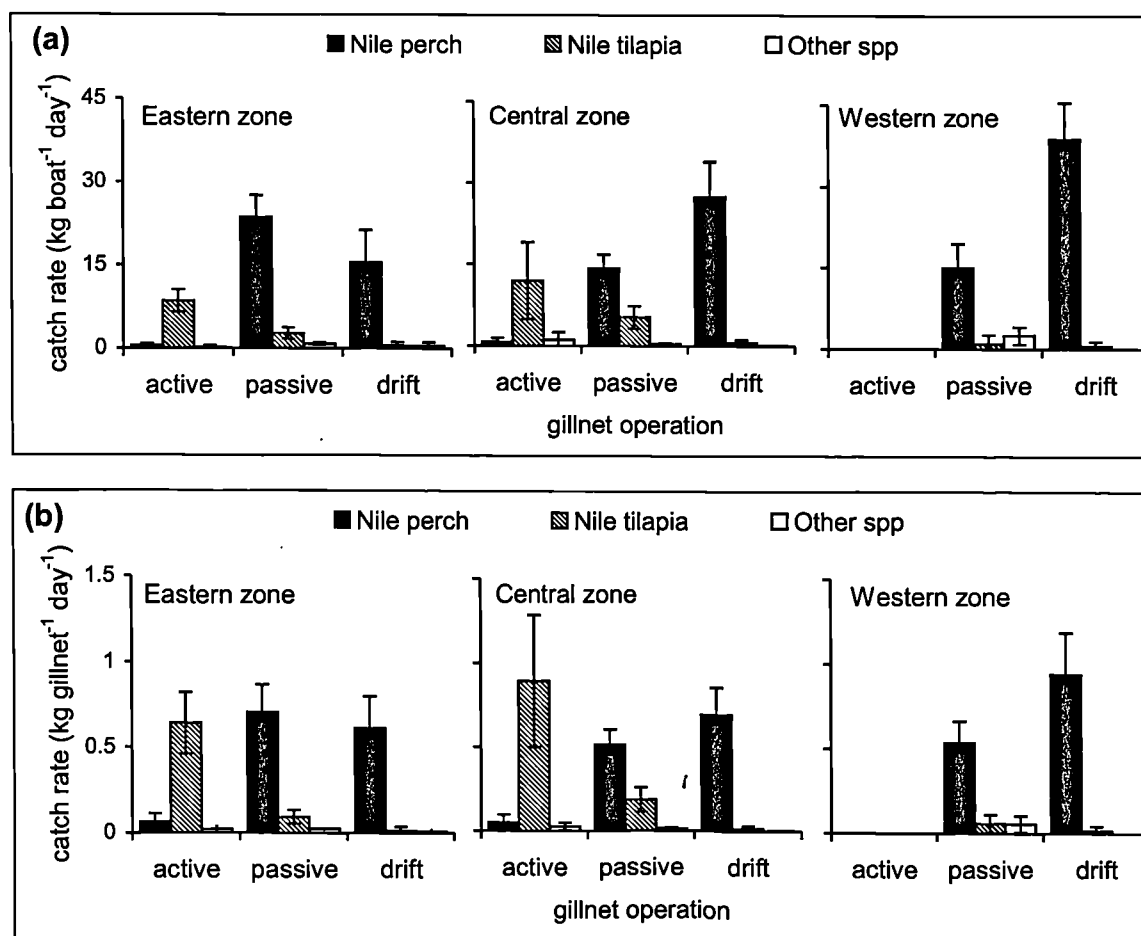 (a)
Nile perch Nile tilapia Other spp
catch rate (kg boat⁻¹ day⁻¹)
45
30
15
0
Eastern zone
active passive drift
Central zone
active passive drift
gillnet operation
Western zone
passive drift
(b)
Nile perch Nile tilapia Other spp
catch rate (kg gillnet⁻¹ day⁻¹)
1.5
1
0.5
0
Eastern zone
active passive drift
Central zone
active passive drift
gillnet operation
Western zone
active passive drift